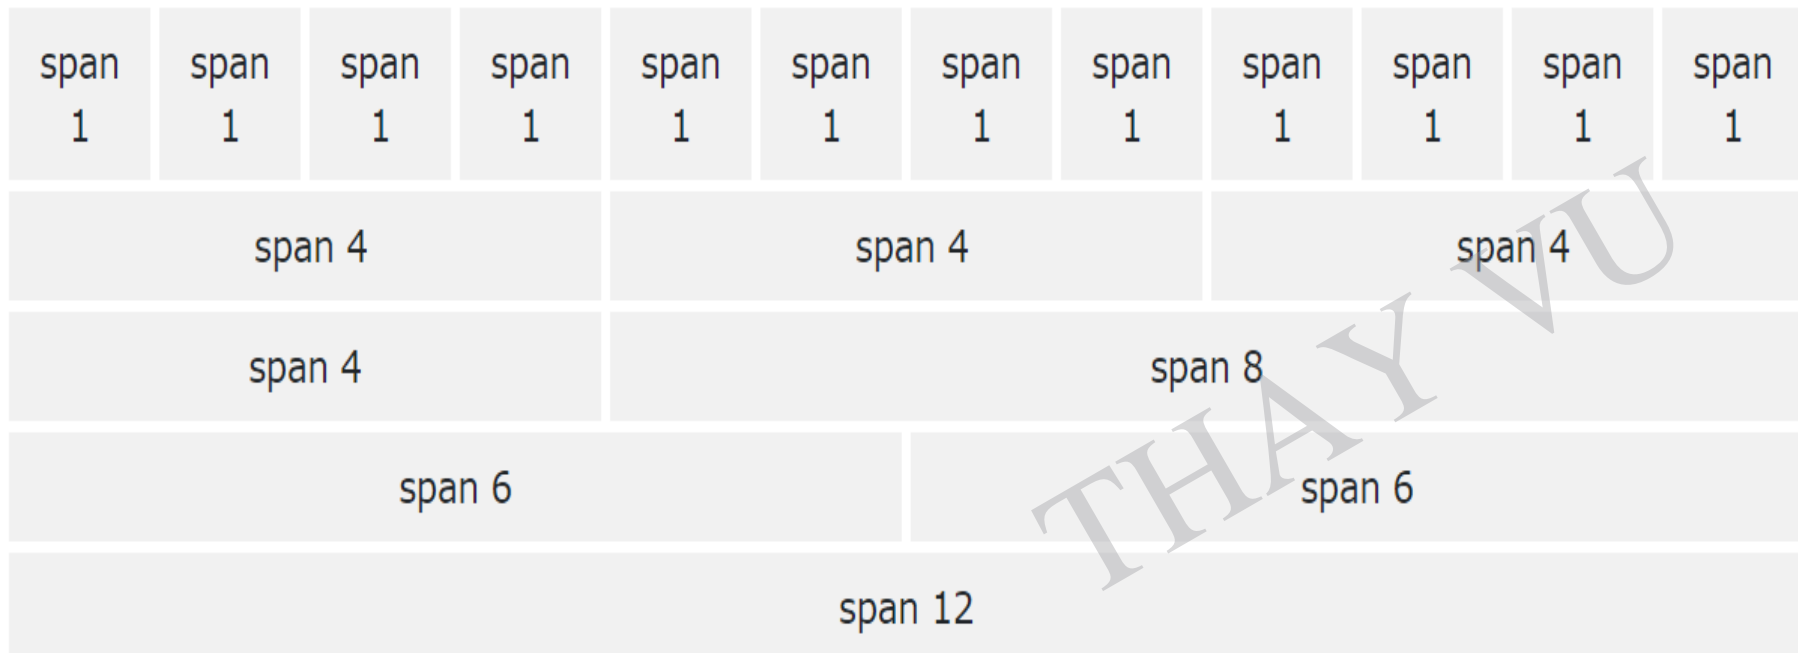 span span span span span span span span span span span span
1 1 1 1 1 1 1 1 1 1 1 1
span 4 span 4 span 4
span 4 span 8
span 6 span 6
span 12
THAY VU